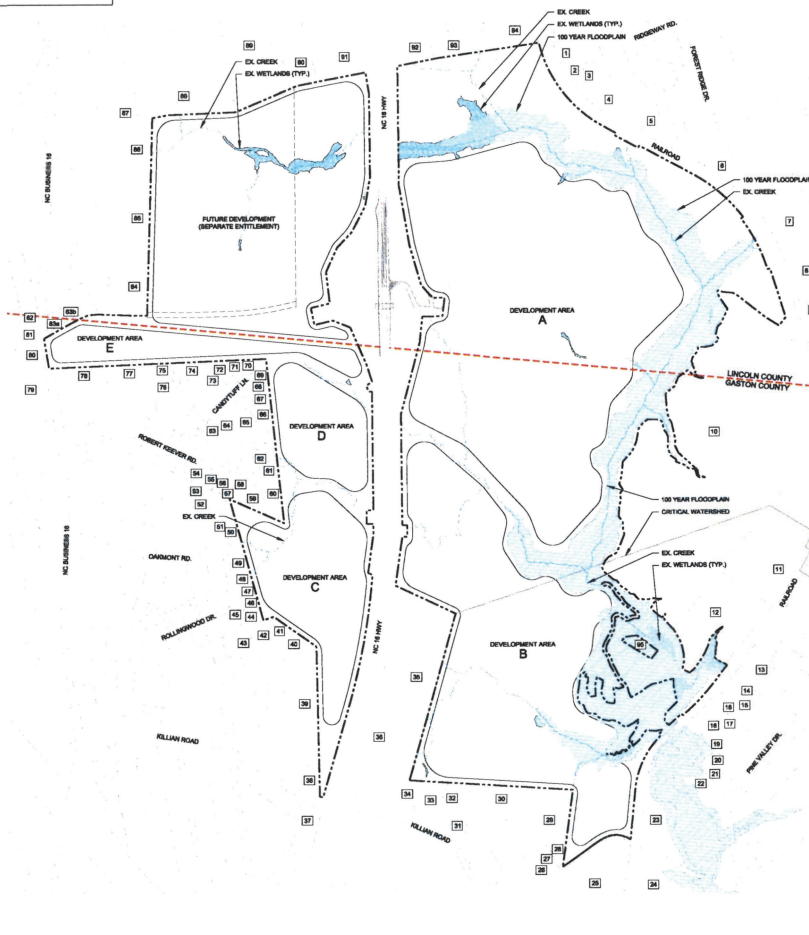 EX. CREEK
EX. WETLANDS (TYP.)
100 YEAR FLOODPLAIN
RIDGEWAY RD.
FOREST RIDGE DR.
84
92
93
1
2
3
4
5
RAILROAD
6
100 YEAR FLOODPLAIN
EX. CREEK
7
8
89
90
91
EX. CREEK
EX. WETLANDS (TYP.)
88
87
86
85
84
NC BUSINESS 16
NC 16 HWY
FUTURE DEVELOPMENT
(SEPARATE ENTITLEMENT)
DEVELOPMENT AREA
A
82
83b
83a
81
80
79
DEVELOPMENT AREA
E
LINCOLN COUNTY
GASTON COUNTY
78
77
75
76
74
73
72
71
70
69
68
67
66
65
64
63
62
61
CANDYTUFF LN.
DEVELOPMENT AREA
D
10
ROBERT KEEVER RD.
54
53
52
55
56
57
58
59
60
EX. CREEK
51
50
100 YEAR FLOODPLAIN
CRITICAL WATERSHED
EX. CREEK
EX. WETLANDS (TYP.)
NC BUSINESS 16
OAKMONT RD.
49
48
47
46
45
44
43
42
41
40
DEVELOPMENT AREA
C
ROLLINGWOOD DR.
NC 16 HWY
11
RAILROAD
12
DEVELOPMENT AREA
B
95
13
14
15
16
17
18
19
20
21
22
PINE VALLEY DR.
35
39
36
KILLIAN ROAD
38
37
34
33
32
31
30
KILLIAN ROAD
29
28
27
26
25
24
23